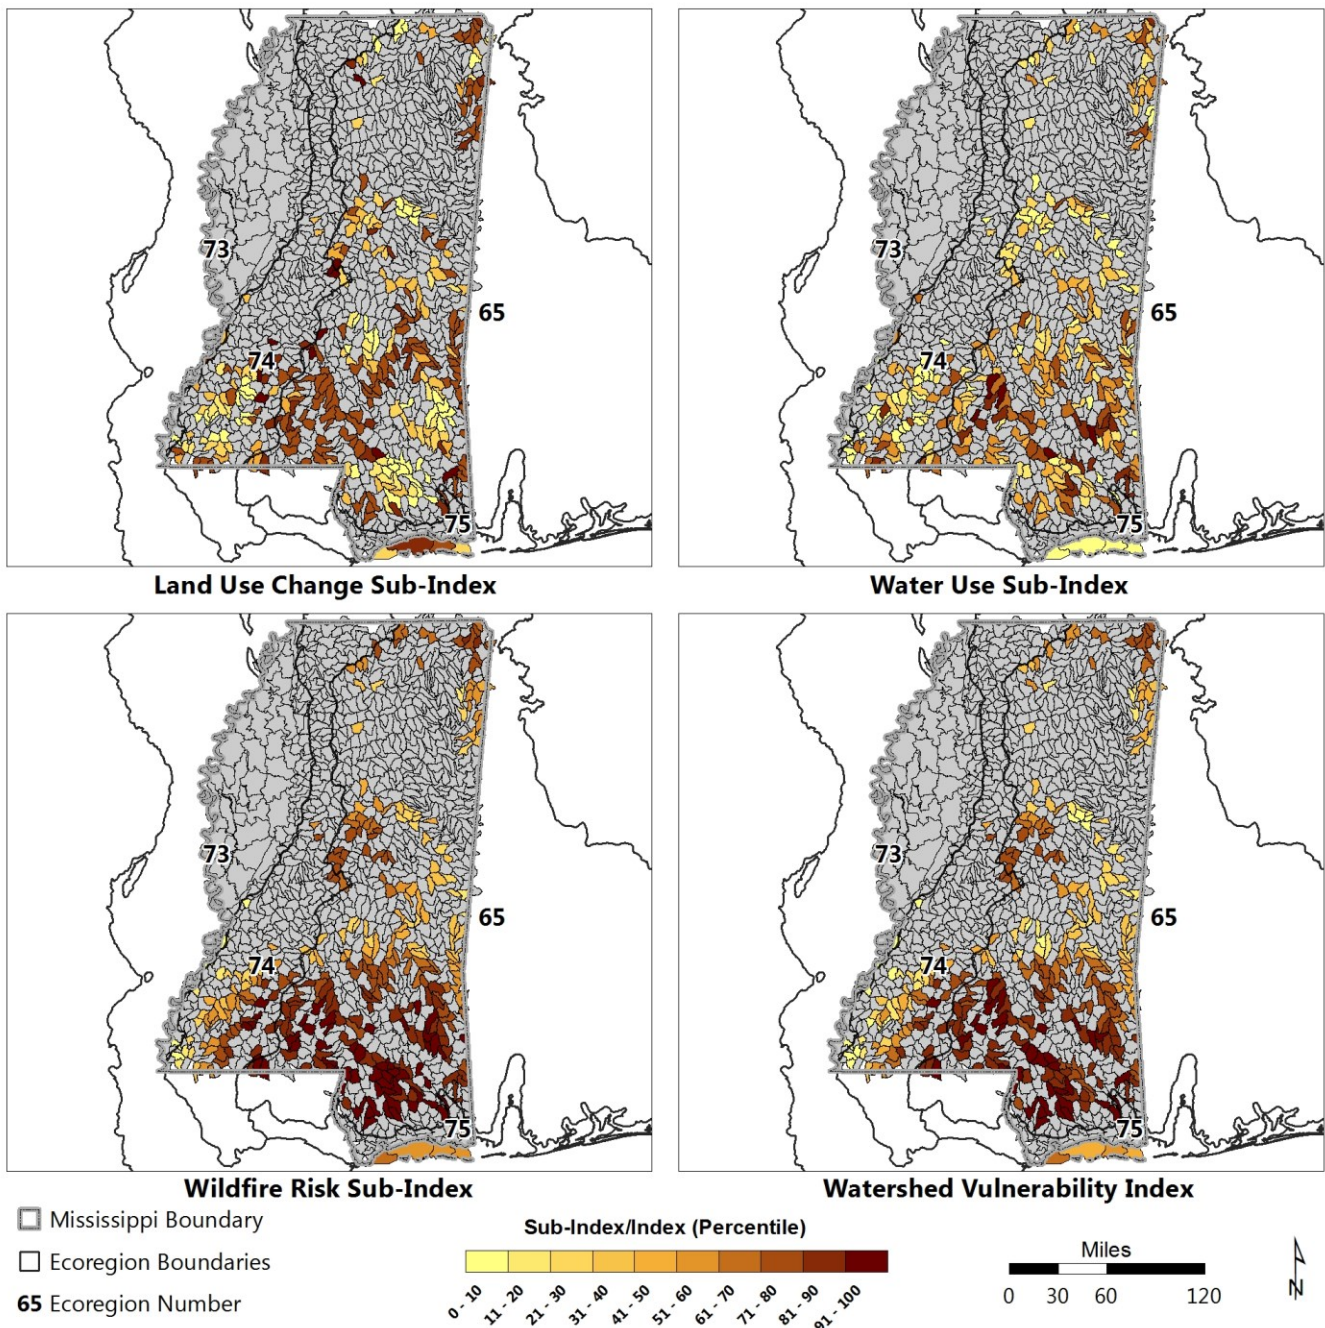 73
74
65
75
Land Use Change Sub-Index
73
74
65
75
Water Use Sub-Index
73
74
65
75
Wildfire Risk Sub-Index
73
74
65
75
Watershed Vulnerability Index
Mississippi Boundary
Ecoregion Boundaries
65 Ecoregion Number
Sub-Index/Index (Percentile)
0 - 10
11 - 20
21 - 30
31 - 40
41 - 50
51 - 60
61 - 70
71 - 80
81 - 90
91 - 100
Miles
0 30 60 120
N